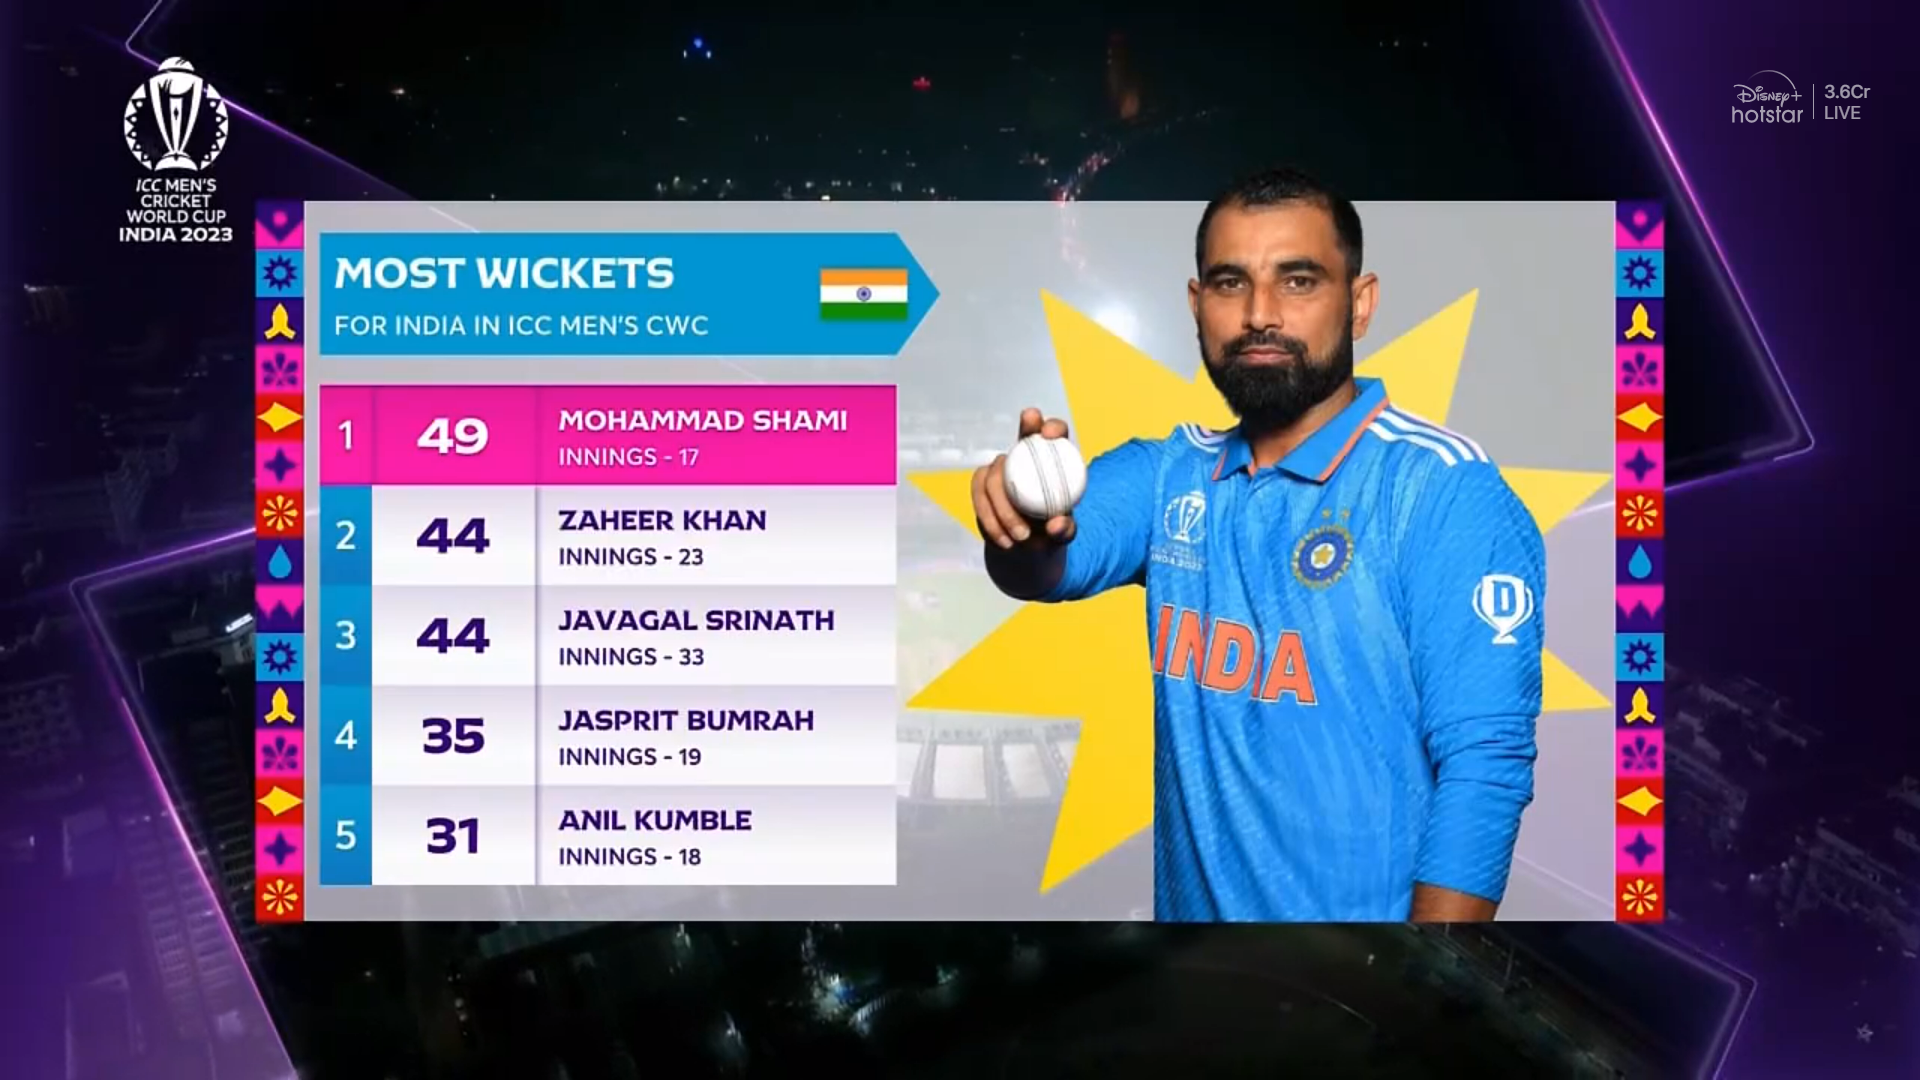 ICC MEN'S
CRICKET
WORLD CUP
INDIA 2023
Disney+
hotstar
3.6Cr
LIVE
MOST WICKETS
FOR INDIA IN ICC MEN'S CWC
1 49 MOHAMMAD SHAMI
INNINGS - 17
2 44 ZAHEER KHAN
INNINGS - 23
3 44 JAVAGAL SRINATH
INNINGS - 33
4 35 JASPRIT BUMRAH
INNINGS - 19
5 31 ANIL KUMBLE
INNINGS - 18
INDIA 2023
D
INDIA